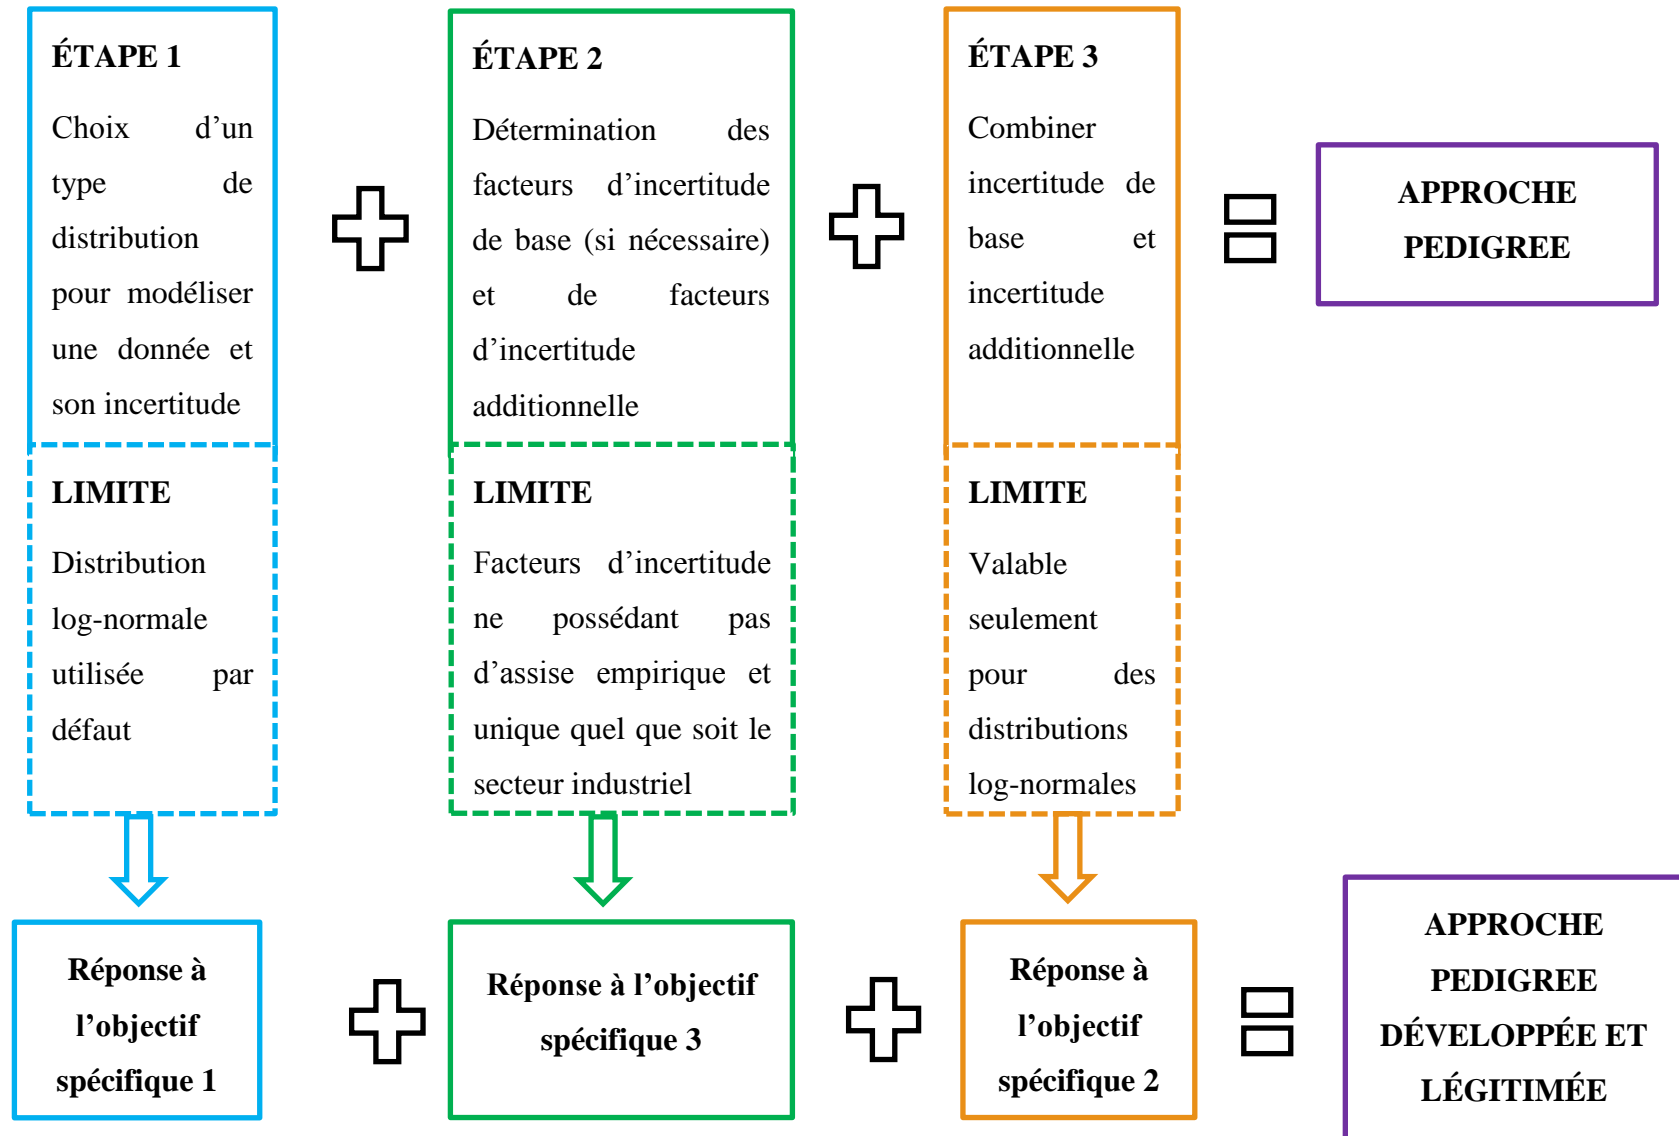 ÉTAPE 1
Choix d’un
type de
distribution
pour modéliser
une donnée et
son incertitude
LIMITE
Distribution
log-normale
utilisée par
défaut
ÉTAPE 2
Détermination des
facteurs d’incertitude
de base (si nécessaire)
et de facteurs
d’incertitude
additionnelle
LIMITE
Facteurs d’incertitude
ne possédant pas
d’assise empirique et
unique quel que soit le
secteur industriel
ÉTAPE 3
Combiner
incertitude de
base et
incertitude
additionnelle
LIMITE
Valable
seulement
pour des
distributions
log-normales
APPROCHE
PEDIGREE
Réponse à
l’objectif
spécifique 1
Réponse à l’objectif
spécifique 3
Réponse à
l’objectif
spécifique 2
APPROCHE
PEDIGREE
DÉVELOPPÉE ET
LÉGITIMÉE